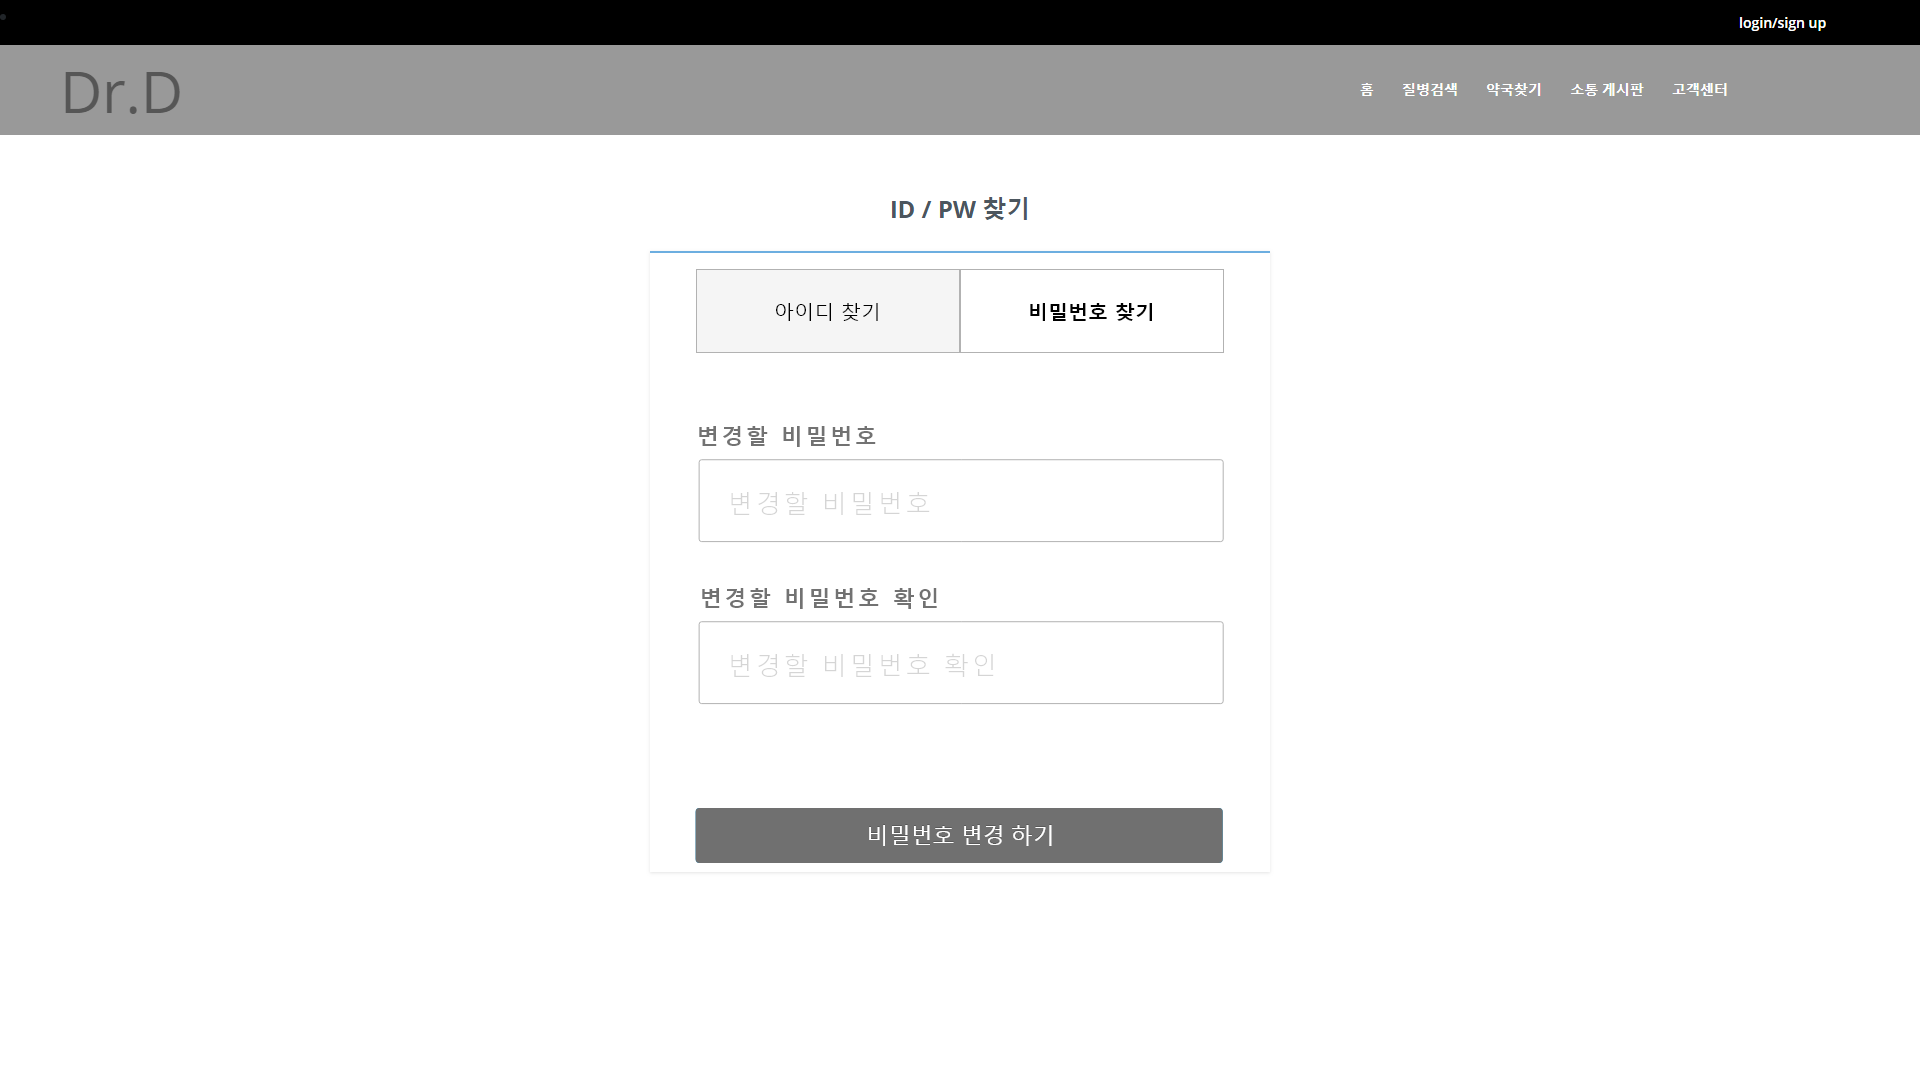 login/sign up
Dr.D
홈 질병검색 약국찾기 소통 게시판 고객센터
ID / PW 찾기
아이디 찾기 비밀번호 찾기
변경할 비밀번호
변경할 비밀번호
변경할 비밀번호 확인
변경할 비밀번호 확인
비밀번호 변경 하기